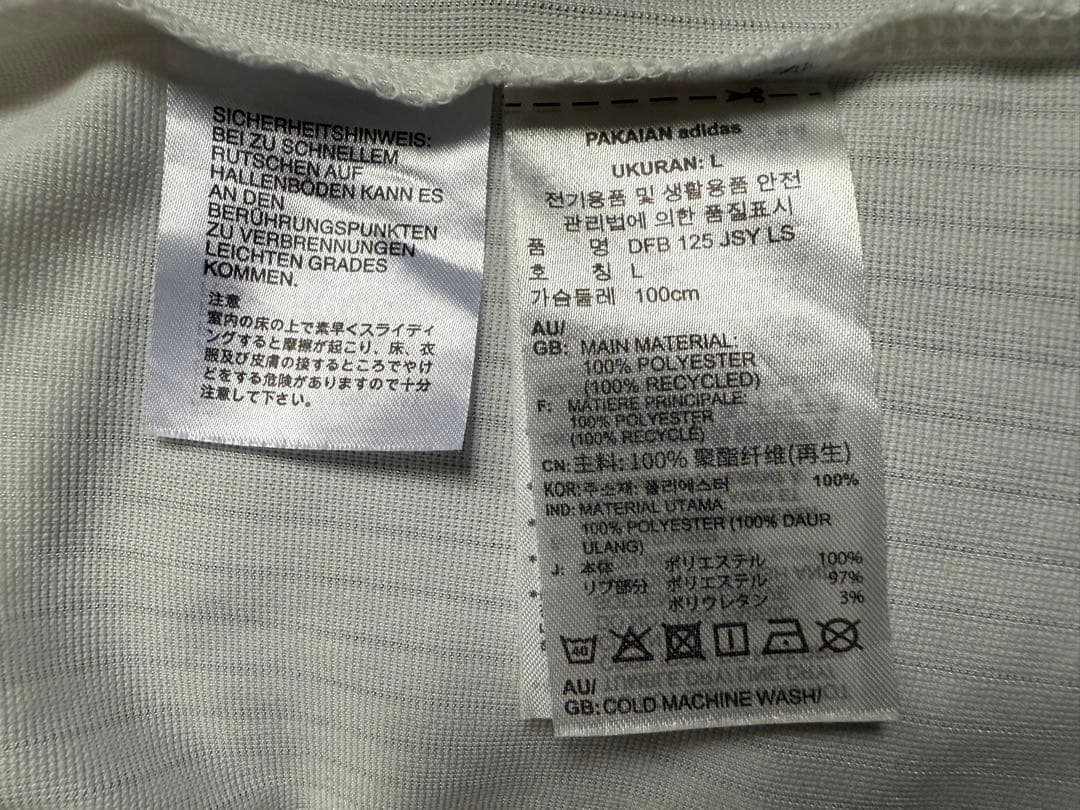 SICHERHEITSHINWEIS:
BEI ZU SCHNELLEM
RUTSCHEN AUF
HALLENBÖDEN KANN ES
AN DEN
BERÜHRUNGSPUNKTEN
ZU VERBRENNUNGEN
LEICHTEN GRADES
KOMMEN.
注意
室内の床の上で素早くスライディ
ングすると摩擦が起こり、床、衣
服及び皮膚の接するところでやけ
どをする危険がありますので十分
注意して下さい。
PAKAIAN adidas
UKURAN: L
전기용품 및 생활용품 안전
관리법에 의한 품질표시
품 명 DFB 125 JSY LS
호 칭 L
가슴둘레 100cm
AU/
GB: MAIN MATERIAL:
100% POLYESTER
(100% RECYCLED)
F: MATIERE PRINCIPALE:
100% POLYESTER
(100% RECYCLE)
CN: 主料: 100% 聚酯纤维(再生)
KOR: 주소재: 폴리에스터 100%
IND: MATERIAL UTAMA
100% POLYESTER (100% DAUR
ULANG)
J: 本体 ポリエステル 100%
リブ部分 ポリエステル 97%
ポリウレタン 3%
40
AU/
GB: COLD MACHINE WASH/